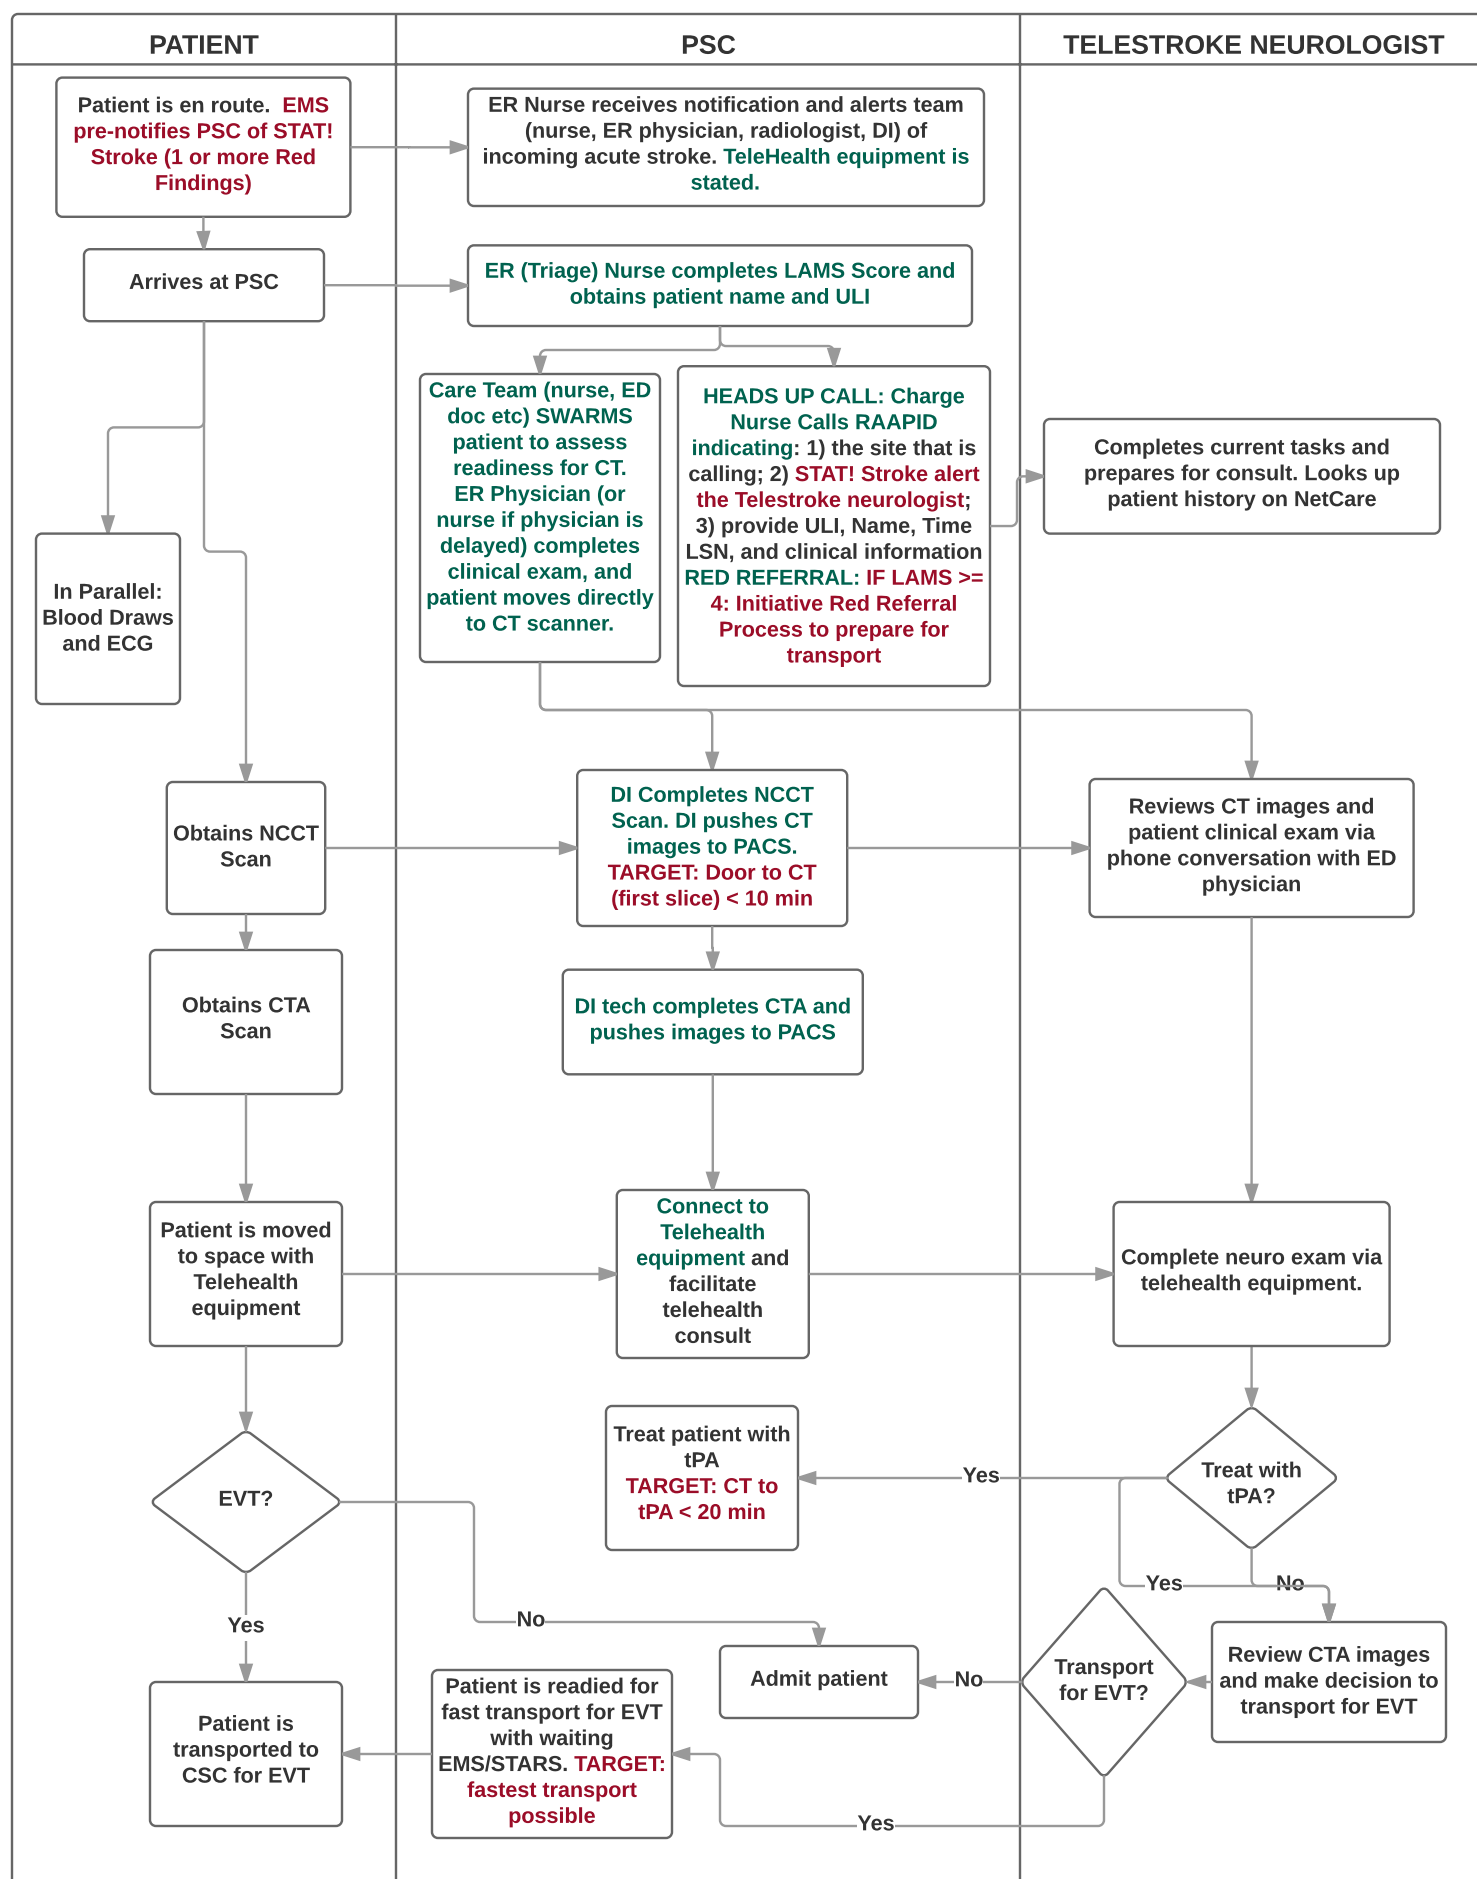 PATIENT
PSC
TELESTROKE NEUROLOGIST
Patient is en route.  EMS
pre-notifies PSC of STAT!
Stroke (1 or more Red
Findings)
ER Nurse receives notification and alerts team
(nurse, ER physician, radiologist, DI) of
incoming acute stroke. TeleHealth equipment is
stated.
Arrives at PSC
ER (Triage) Nurse completes LAMS Score and
obtains patient name and ULI
Care Team (nurse, ED
doc etc) SWARMS
patient to assess
readiness for CT.
ER Physician (or
nurse if physician is
delayed) completes
clinical exam, and
patient moves directly
to CT scanner.
HEADS UP CALL: Charge
Nurse Calls RAAPID
indicating: 1) the site that is
calling; 2) STAT! Stroke alert
the Telestroke neurologist;
3) provide ULI, Name, Time
LSN, and clinical information
RED REFERRAL: IF LAMS >=
4: Initiative Red Referral
Process to prepare for
transport
Completes current tasks and
prepares for consult. Looks up
patient history on NetCare
In Parallel:
Blood Draws
and ECG
Obtains NCCT
Scan
DI Completes NCCT
Scan. DI pushes CT
images to PACS.
TARGET: Door to CT
(first slice) < 10 min
Reviews CT images and
patient clinical exam via
phone conversation with ED
physician
Obtains CTA
Scan
DI tech completes CTA and
pushes images to PACS
Patient is moved
to space with
Telehealth
equipment
Connect to
Telehealth
equipment and
facilitate
telehealth
consult
Complete neuro exam via
telehealth equipment.
EVT?
Treat patient with
tPA
TARGET: CT to
tPA < 20 min
Yes
Treat with
tPA?
Yes
No
Yes
No
Admit patient
No
Transport
for EVT?
Review CTA images
and make decision to
transport for EVT
Patient is
transported to
CSC for EVT
Patient is readied for
fast transport for EVT
with waiting
EMS/STARS. TARGET:
fastest transport
possible
Yes